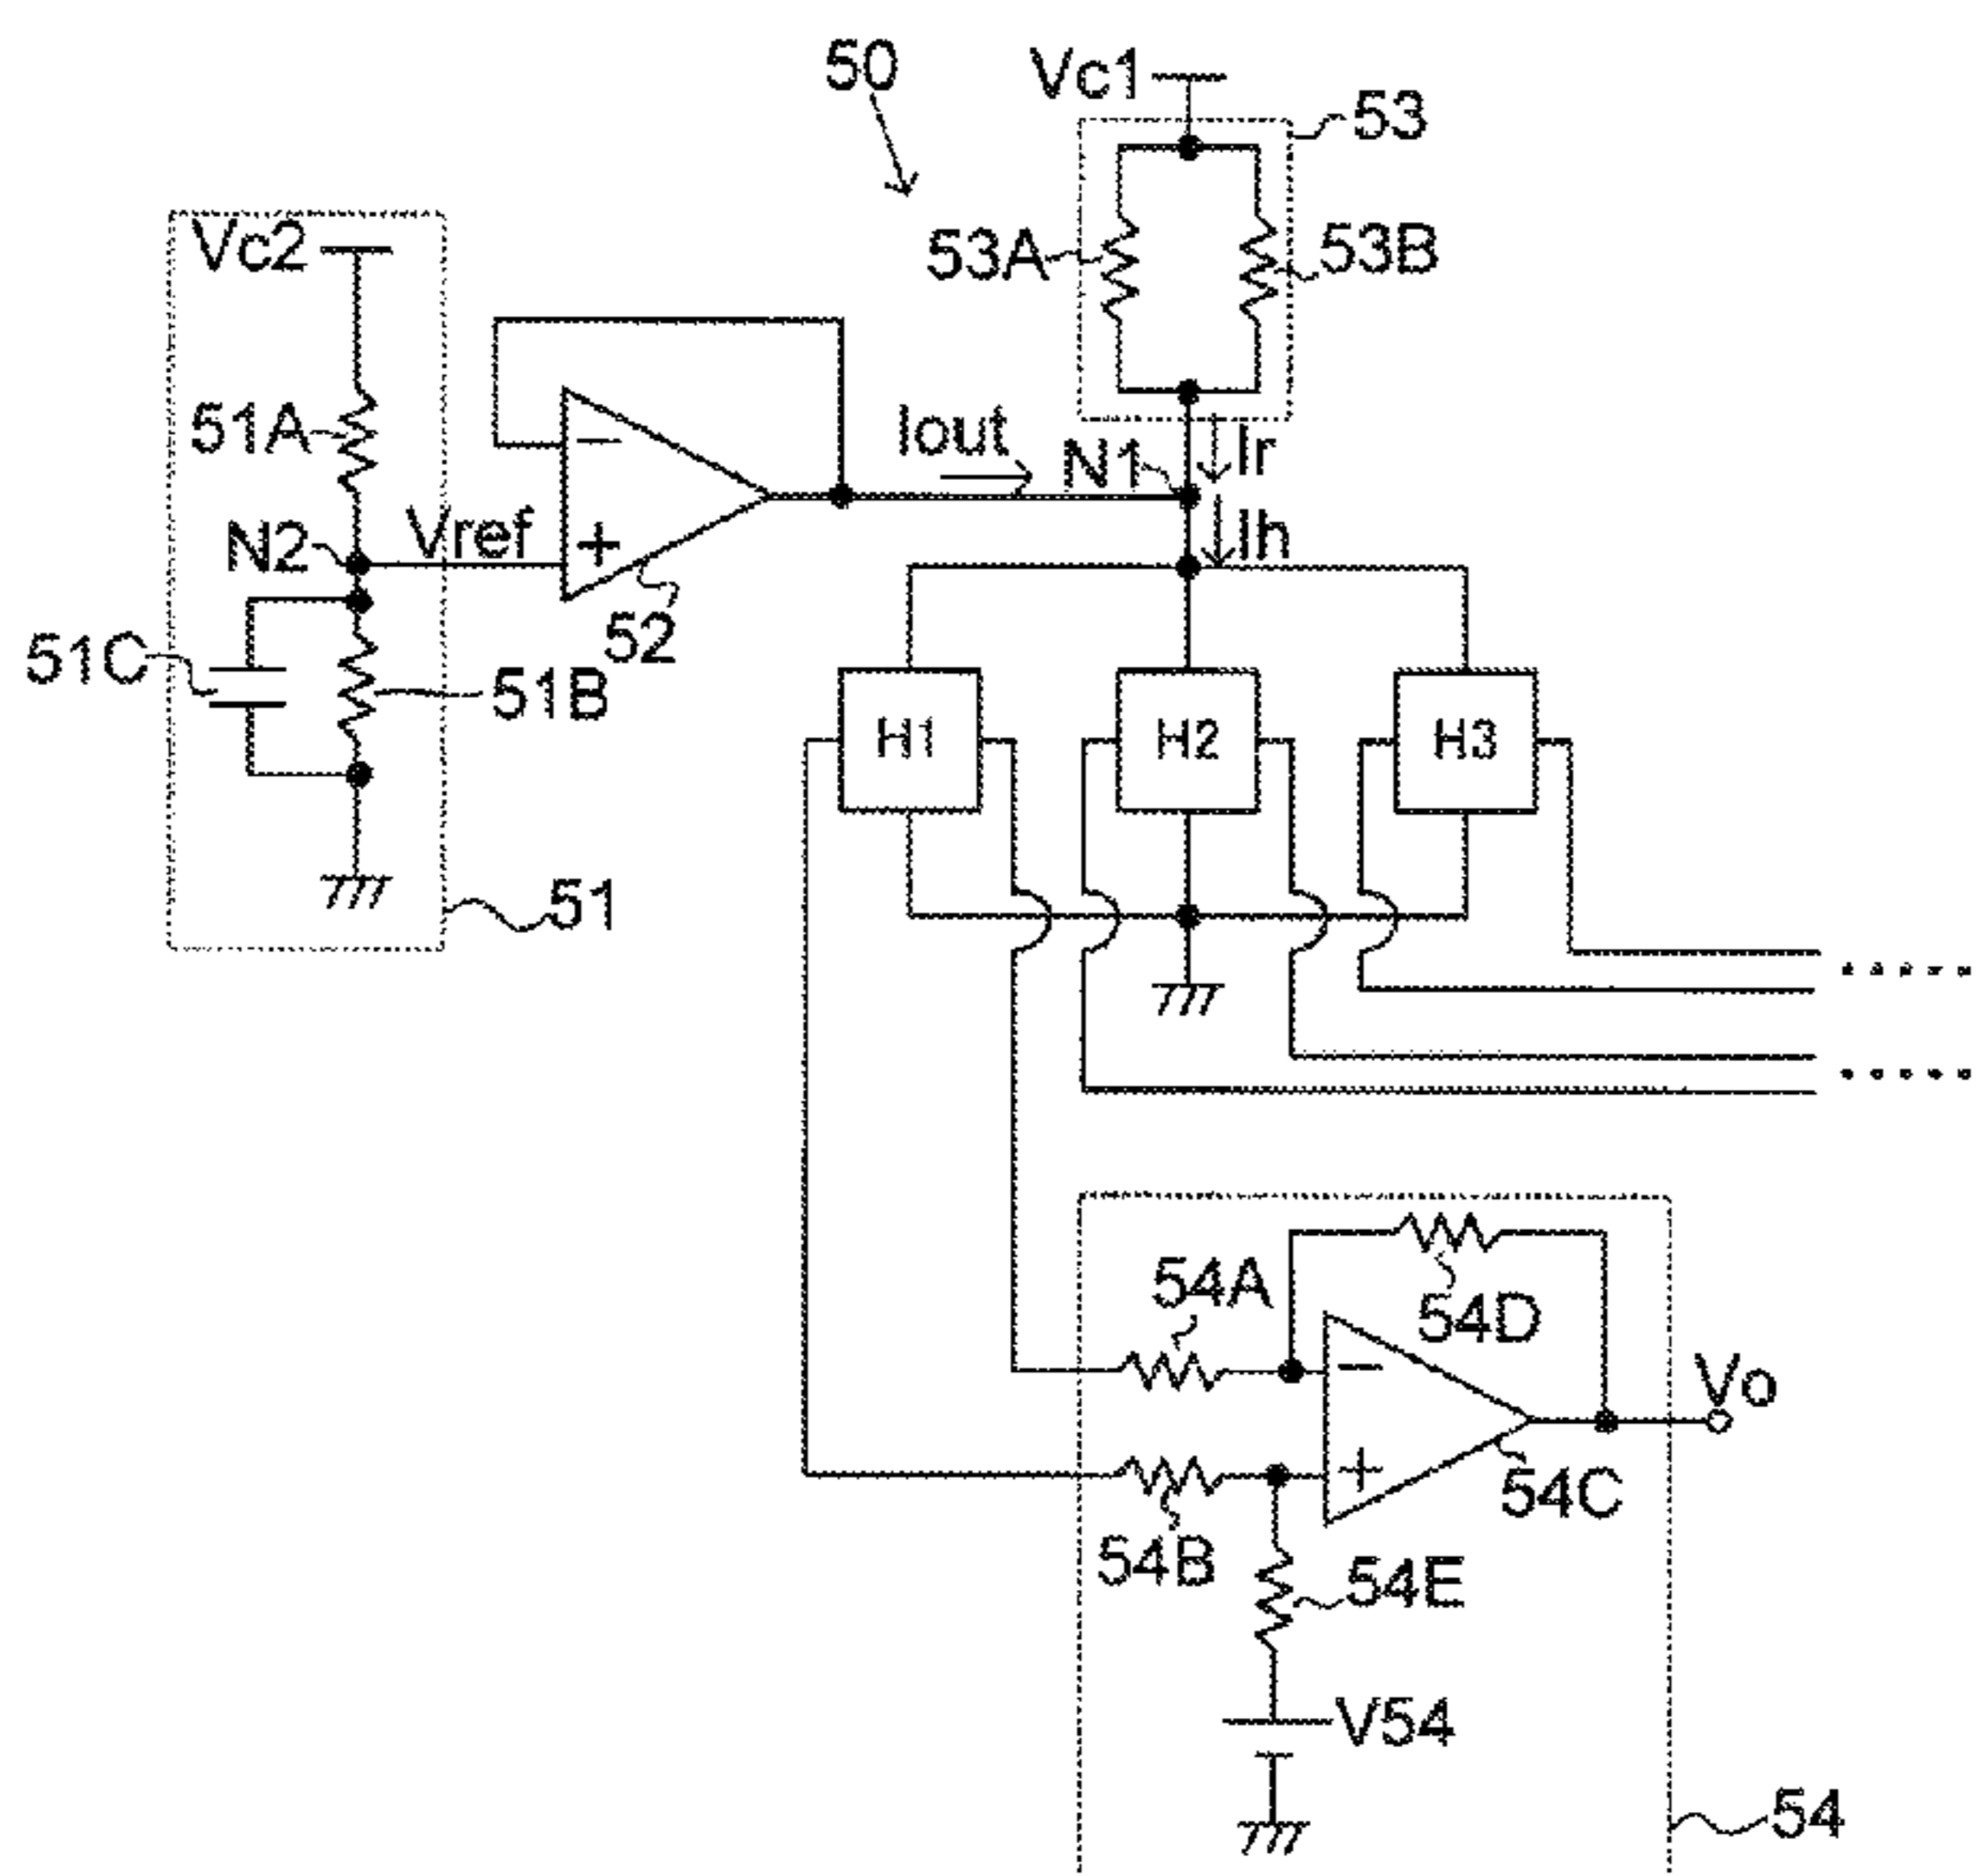 50
Vc1
53
Vc2
53A
53B
51A
Iout
N1
Ir
N2
Vref
−
+
Ih
52
51C
51B
H1
H2
H3
51
54A
54D
−
+
Vo
54C
54B
54E
V54
54